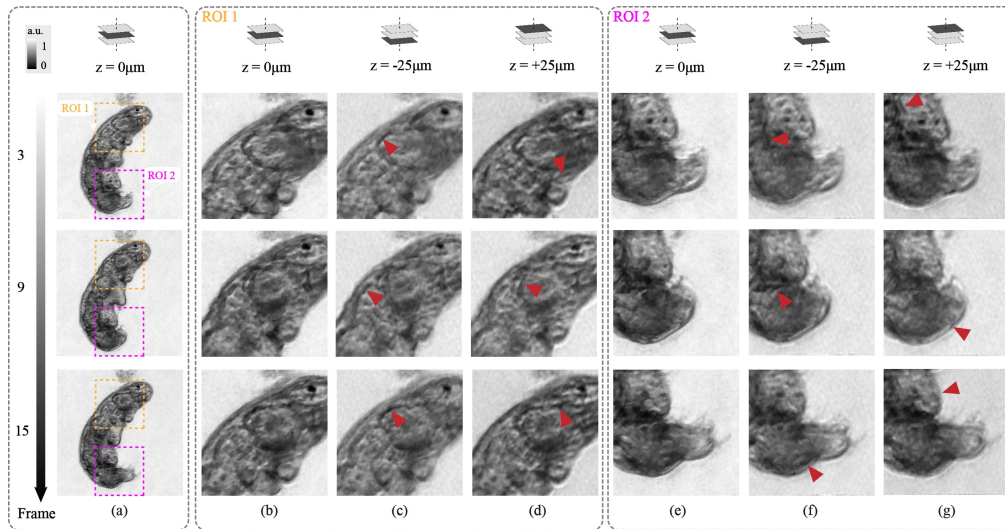 a.u.
1
0
z = 0μm
ROI 1
z = 0μm
z = -25μm
z = +25μm
ROI 2
z = 0μm
z = -25μm
z = +25μm
3
ROI 1
ROI 2
9
15
Frame
(a)
(b)
(c)
(d)
(e)
(f)
(g)